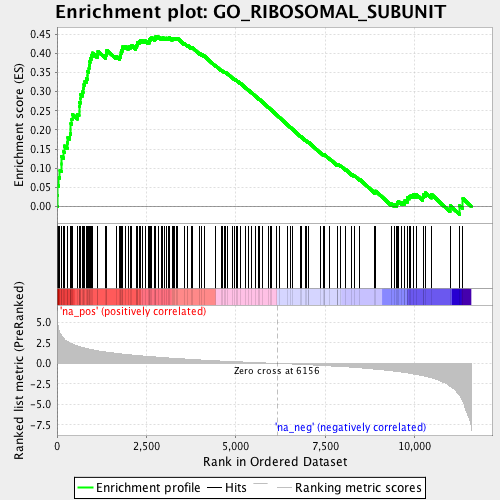 Enrichment plot: GO_RIBOSOMAL_SUBUNIT
Enrichment score (ES)
0.45
0.40
0.35
0.30
0.25
0.20
0.15
0.10
0.05
0.00
'na_pos' (positively correlated)
Ranked list metric (PreRanked)
5.0
2.5
0.0
-2.5
-5.0
-7.5
Zero cross at 6156
'na_neg' (negatively correlated)
0
2,500
5,000
7,500
10,000
Rank in Ordered Dataset
Enrichment profile
Hits
Ranking metric scores